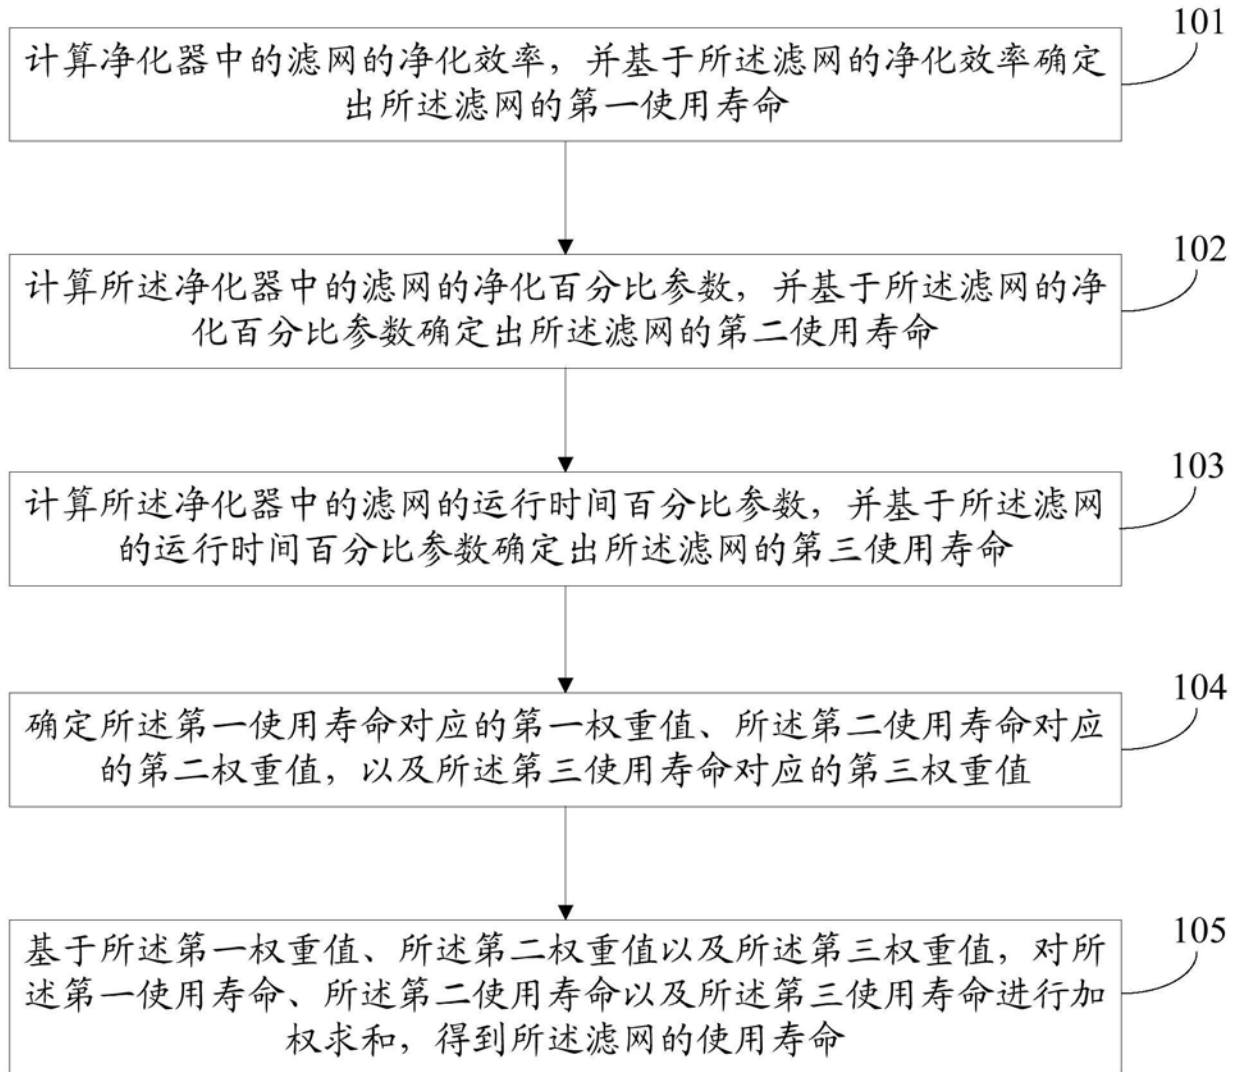 101
计算净化器中的滤网的净化效率，并基于所述滤网的净化效率确定
出所述滤网的第一使用寿命
102
计算所述净化器中的滤网的净化百分比参数，并基于所述滤网的净
化百分比参数确定出所述滤网的第二使用寿命
103
计算所述净化器中的滤网的运行时间百分比参数，并基于所述滤网
的运行时间百分比参数确定出所述滤网的第三使用寿命
104
确定所述第一使用寿命对应的第一权重值、所述第二使用寿命对应
的第二权重值，以及所述第三使用寿命对应的第三权重值
105
基于所述第一权重值、所述第二权重值以及所述第三权重值，对所
述第一使用寿命、所述第二使用寿命以及所述第三使用寿命进行加
权求和，得到所述滤网的使用寿命